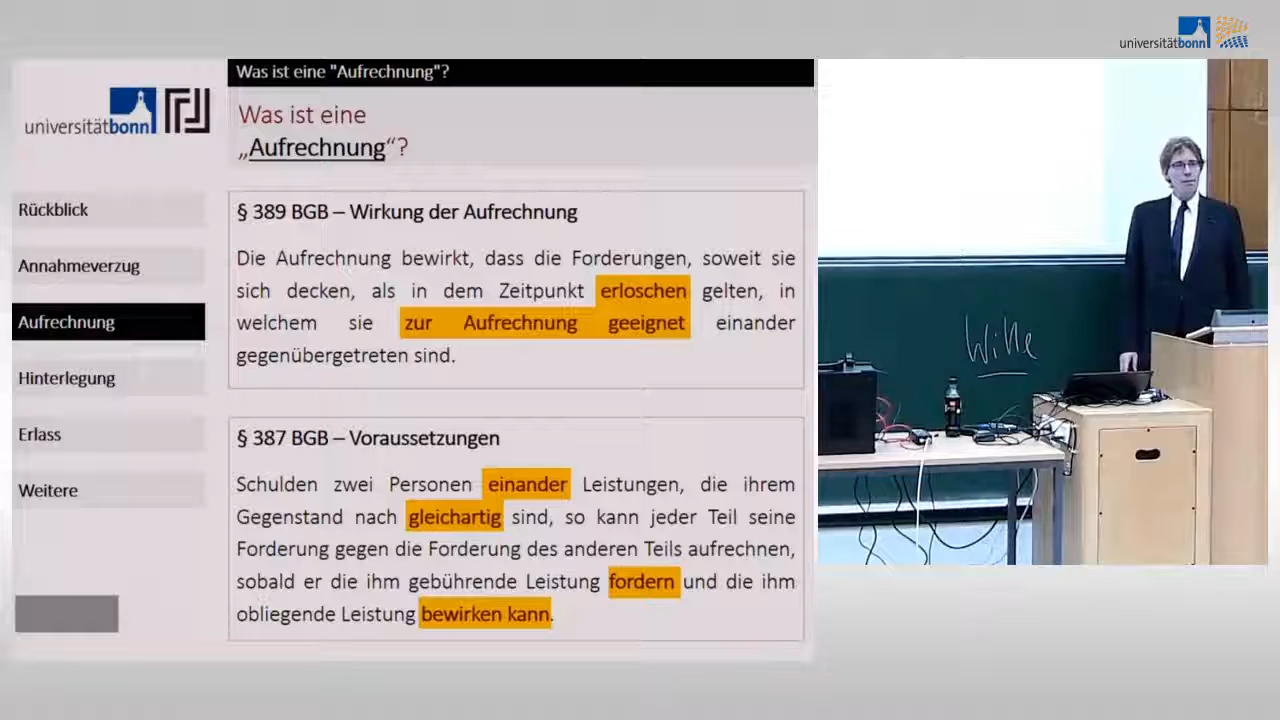 universitätbonn
Was ist eine "Aufrechnung"?
universitätbonn
Was ist eine
„Aufrechnung“?
Rückblick
Annahmeverzug
Aufrechnung
Hinterlegung
Erlass
Weitere
§ 389 BGB – Wirkung der Aufrechnung
Die Aufrechnung bewirkt, dass die Forderungen, soweit sie
sich decken, als in dem Zeitpunkt erloschen gelten, in
welchem sie zur Aufrechnung geeignet einander
gegenübergetreten sind.
§ 387 BGB – Voraussetzungen
Schulden zwei Personen einander Leistungen, die ihrem
Gegenstand nach gleichartig sind, so kann jeder Teil seine
Forderung gegen die Forderung des anderen Teils aufrechnen,
sobald er die ihm gebührende Leistung fordern und die ihm
obliegende Leistung bewirken kann.